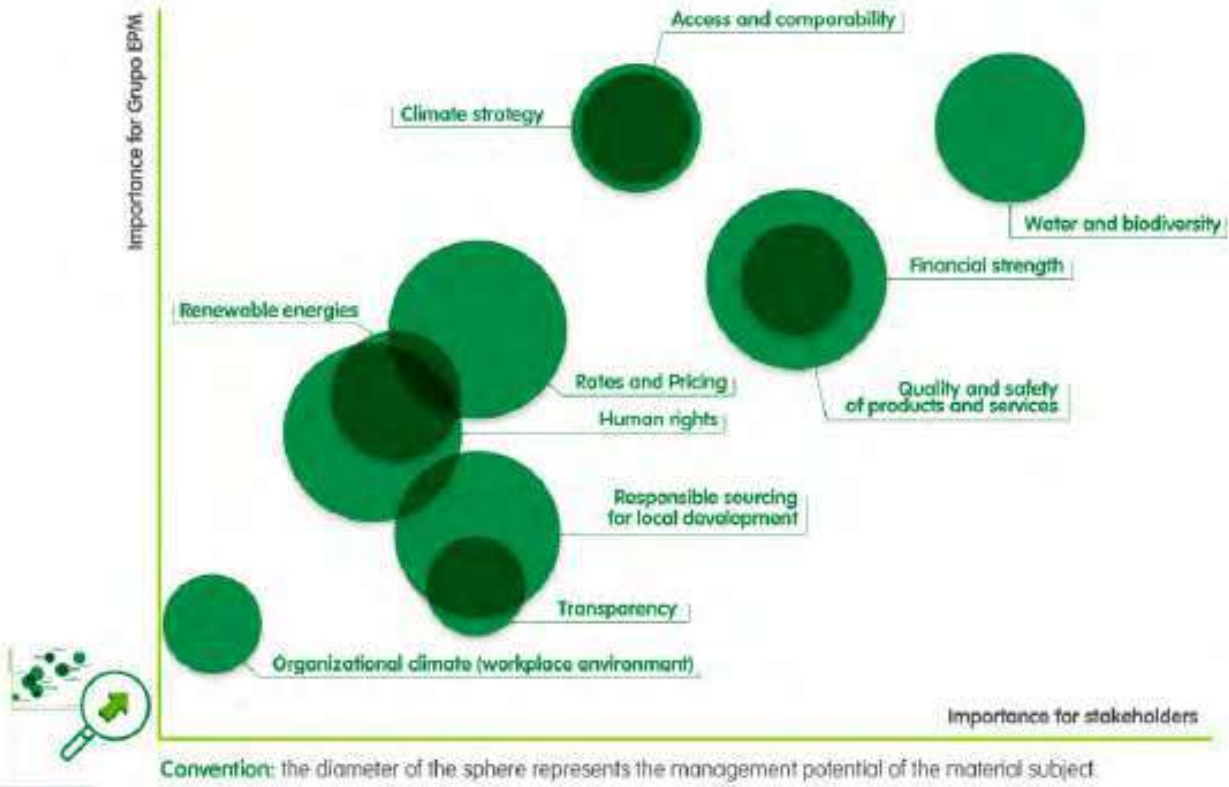 Importance for Grupo EPM
Access and comparability
Climate strategy
Water and biodiversity
Financial strength
Renewable energies
Rates and Pricing
Quality and safety
of products and services
Human rights
Responsible sourcing
for local development
Transparency
Organizational climate (workplace environment)
Importance for stakeholders
Convention: the diameter of the sphere represents the management potential of the material subject